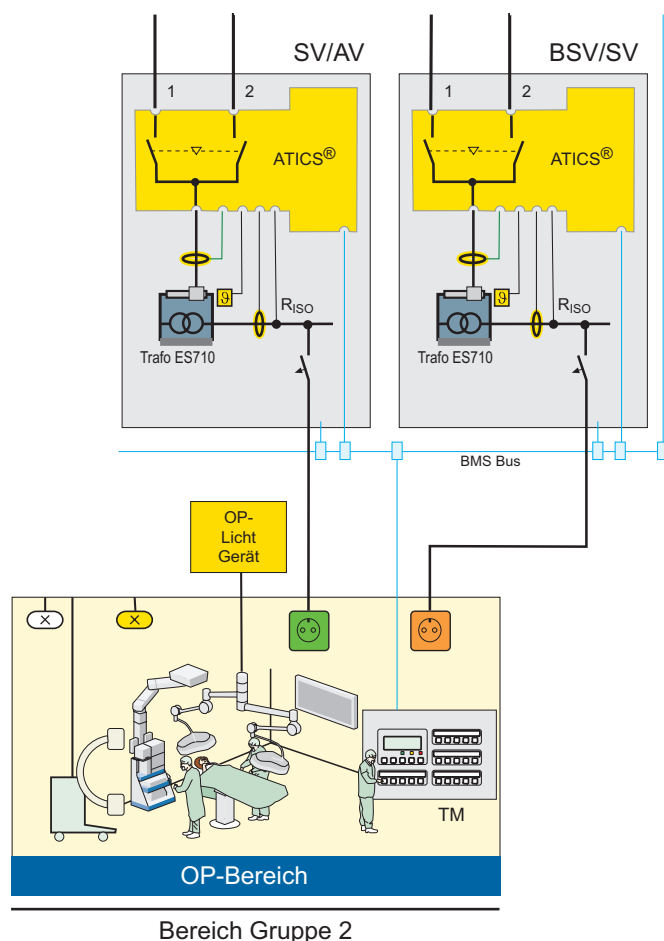 SV/AV
BSV/SV
1
2
1
2
ATICS®
ATICS®
ϑ
ϑ
RISO
RISO
Trafo ES710
Trafo ES710
BMS Bus
OP-
Licht
Gerät
TM
OP-Bereich
Bereich Gruppe 2